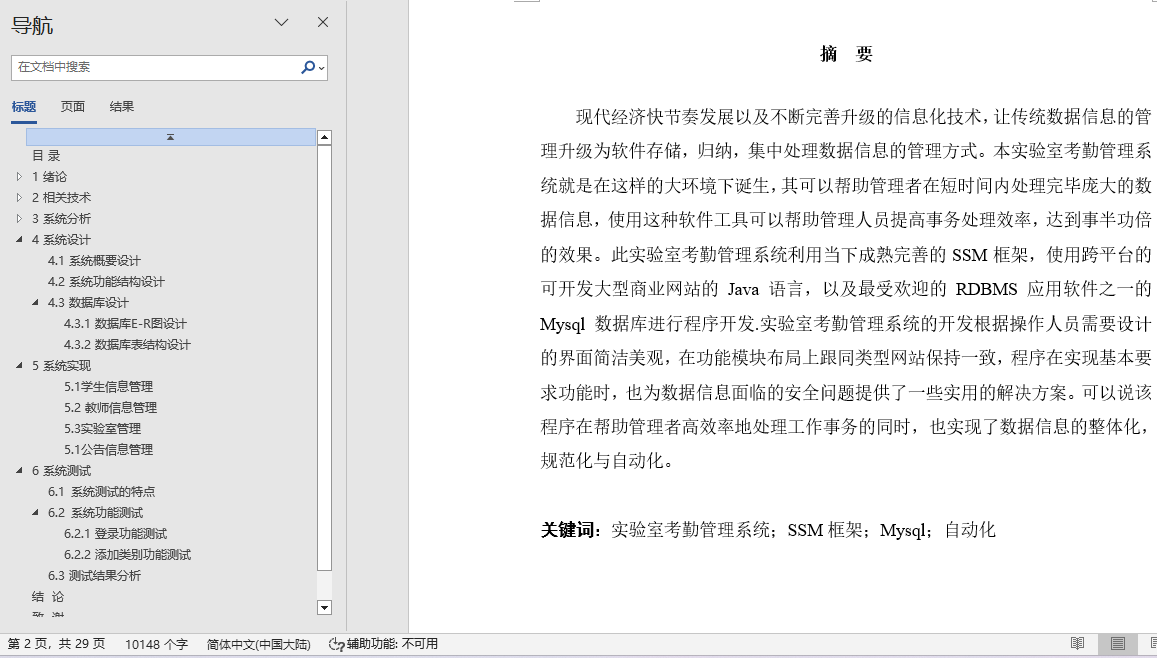 导航
在文档中搜索
标题 页面 结果
目 录
1 绪论
2 相关技术
3 系统分析
4 系统设计
4.1 系统概要设计
4.2 系统功能结构设计
4.3 数据库设计
4.3.1 数据库E-R图设计
4.3.2 数据库表结构设计
5 系统实现
5.1学生信息管理
5.2 教师信息管理
5.3实验室管理
5.1公告信息管理
6 系统测试
6.1 系统测试的特点
6.2 系统功能测试
6.2.1 登录功能测试
6.2.2 添加类别功能测试
6.3 测试结果分析
结 论
致 谢
摘 要
现代经济快节奏发展以及不断完善升级的信息化技术,让传统数据信息的管
理升级为软件存储，归纳，集中处理数据信息的管理方式。本实验室考勤管理系
统就是在这样的大环境下诞生,其可以帮助管理者在短时间内处理完毕庞大的数
据信息，使用这种软件工具可以帮助管理人员提高事务处理效率，达到事半功倍
的效果。此实验室考勤管理系统利用当下成熟完善的 SSM 框架，使用跨平台的
可开发大型商业网站的 Java 语言，以及最受欢迎的 RDBMS 应用软件之一的
Mysql 数据库进行程序开发.实验室考勤管理系统的开发根据操作人员需要设计
的界面简洁美观，在功能模块布局上跟同类型网站保持一致，程序在实现基本要
求功能时，也为数据信息面临的安全问题提供了一些实用的解决方案。可以说该
程序在帮助管理者高效率地处理工作事务的同时，也实现了数据信息的整体化，
规范化与自动化。
关键词：实验室考勤管理系统；SSM 框架；Mysql；自动化
第 2 页，共 29 页 10148 个字 简体中文(中国大陆) 辅助功能: 不可用